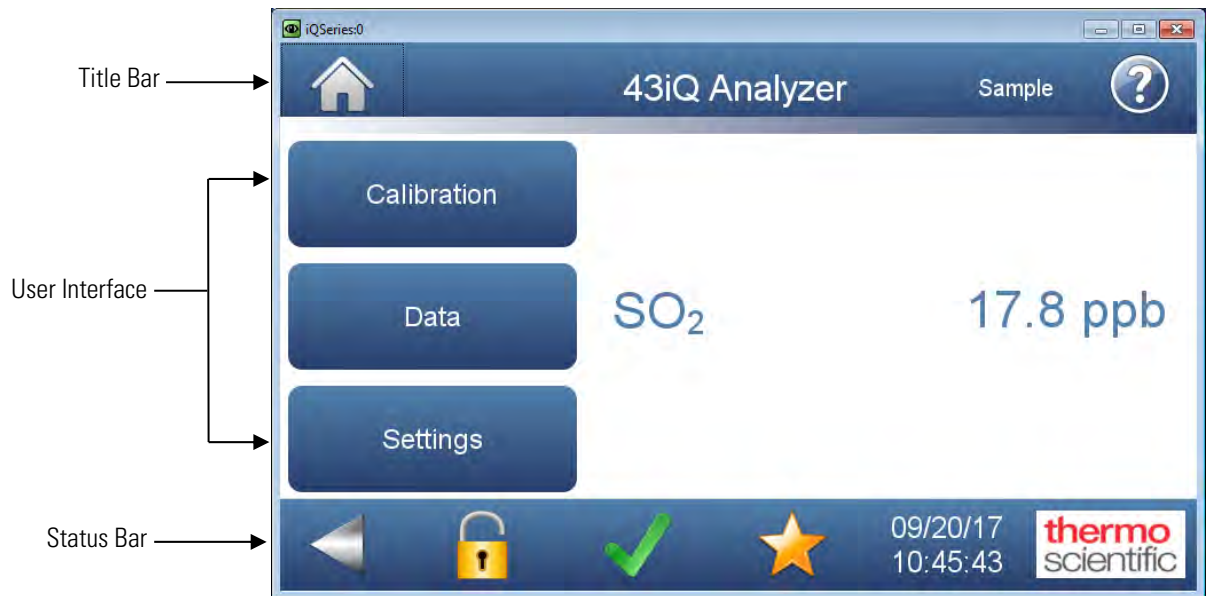 iQSeries:0
Title Bar
43iQ Analyzer
Sample
?
Calibration
User Interface
Data
SO₂
17.8 ppb
Settings
Status Bar
09/20/17
10:45:43
thermo
scientific